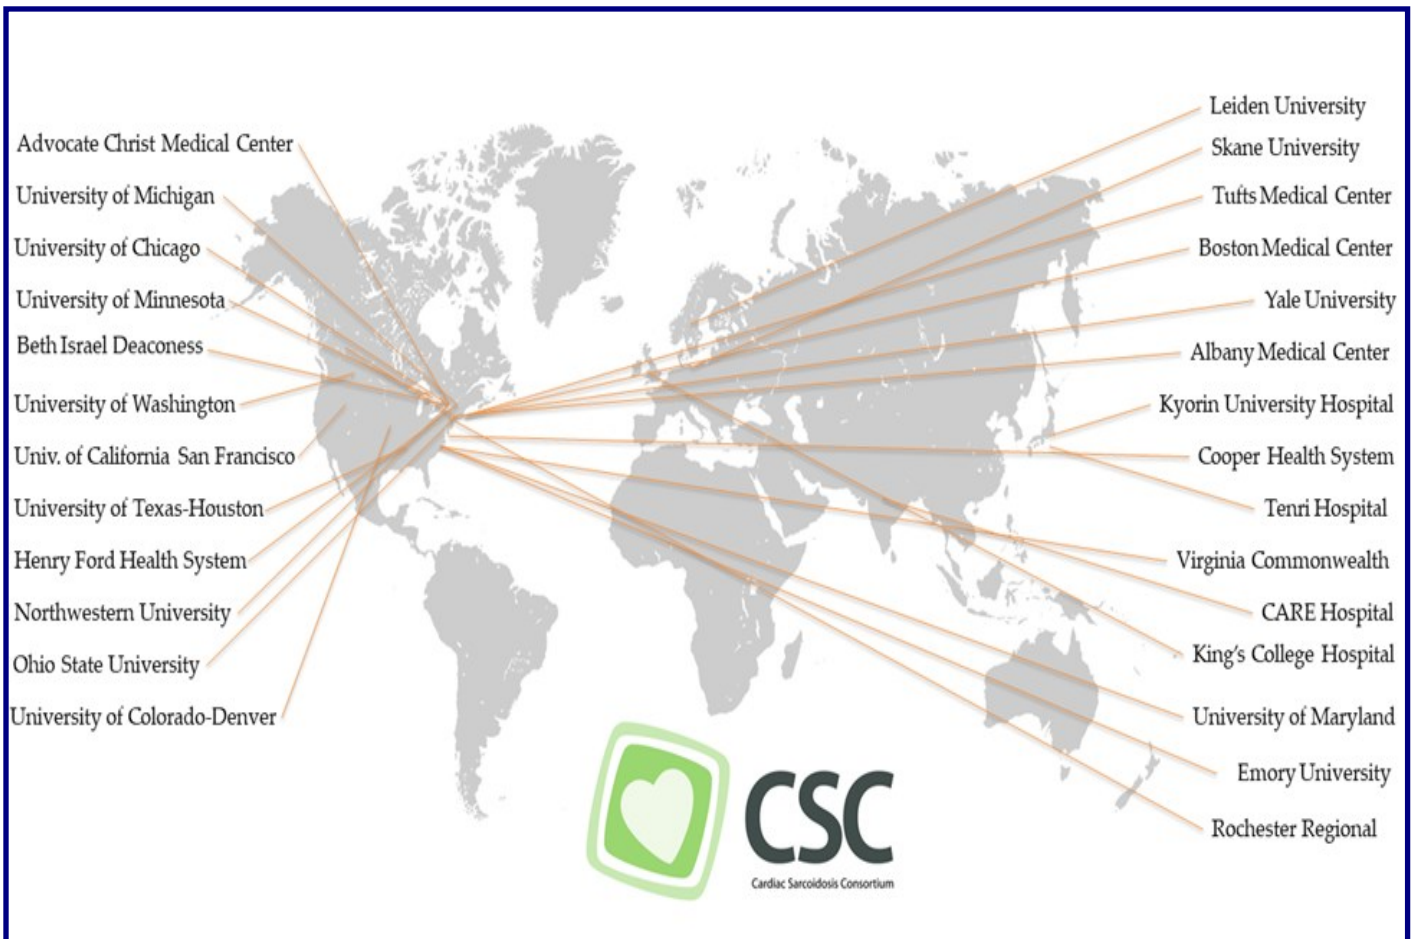 Advocate Christ Medical Center
University of Michigan
University of Chicago
University of Minnesota
Beth Israel Deaconess
University of Washington
Univ. of California San Francisco
University of Texas-Houston
Henry Ford Health System
Northwestern University
Ohio State University
University of Colorado-Denver
Leiden University
Skane University
Tufts Medical Center
Boston Medical Center
Yale University
Albany Medical Center
Kyorin University Hospital
Cooper Health System
Tenri Hospital
Virginia Commonwealth
CARE Hospital
King's College Hospital
University of Maryland
Emory University
Rochester Regional
CSC
Cardiac Sarcoidosis Consortium